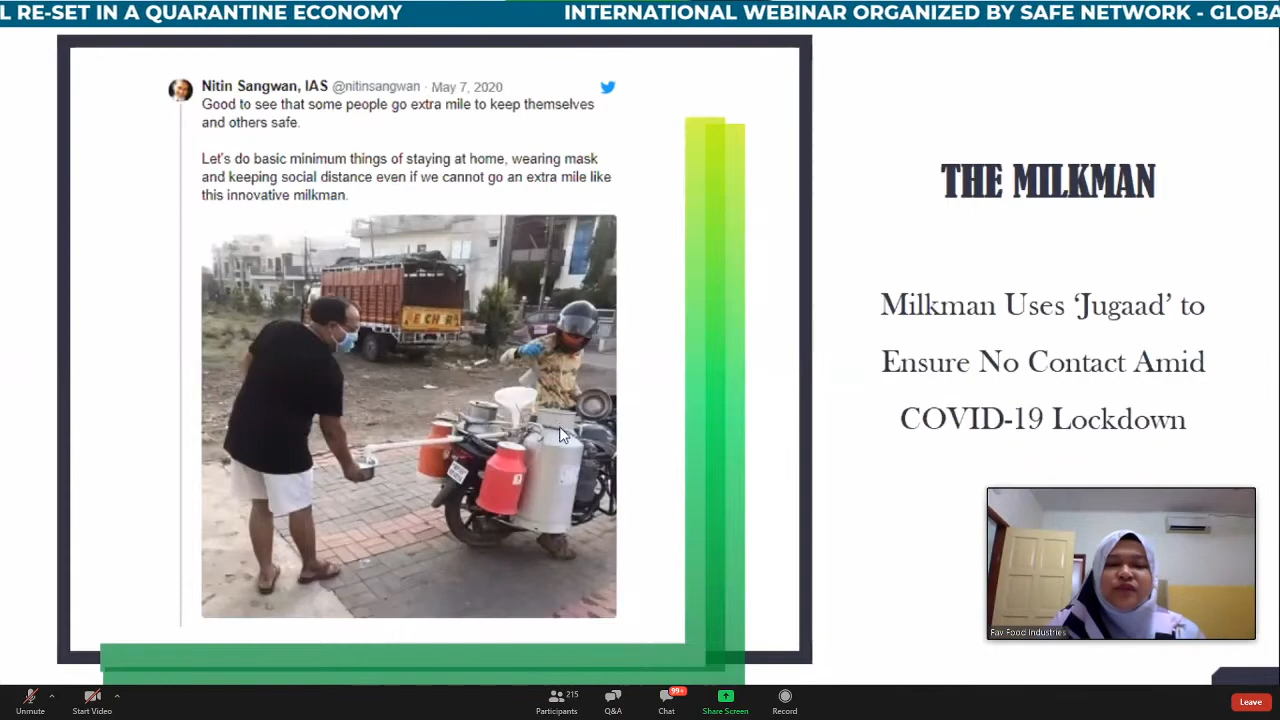 L RE-SET IN A QUARANTINE ECONOMY
INTERNATIONAL WEBINAR ORGANIZED BY SAFE NETWORK - GLOBA
Nitin Sangwan, IAS @nitinsangwan · May 7, 2020
Good to see that some people go extra mile to keep themselves
and others safe.
Let's do basic minimum things of staying at home, wearing mask
and keeping social distance even if we cannot go an extra mile like
this innovative milkman.
EICHER
THE MILKMAN
Milkman Uses ‘Jugaad’ to
Ensure No Contact Amid
COVID-19 Lockdown
Fav Food Industries
Unmute
Start Video
215
Participants
Q&A
99+
Chat
Share Screen
Record
Leave